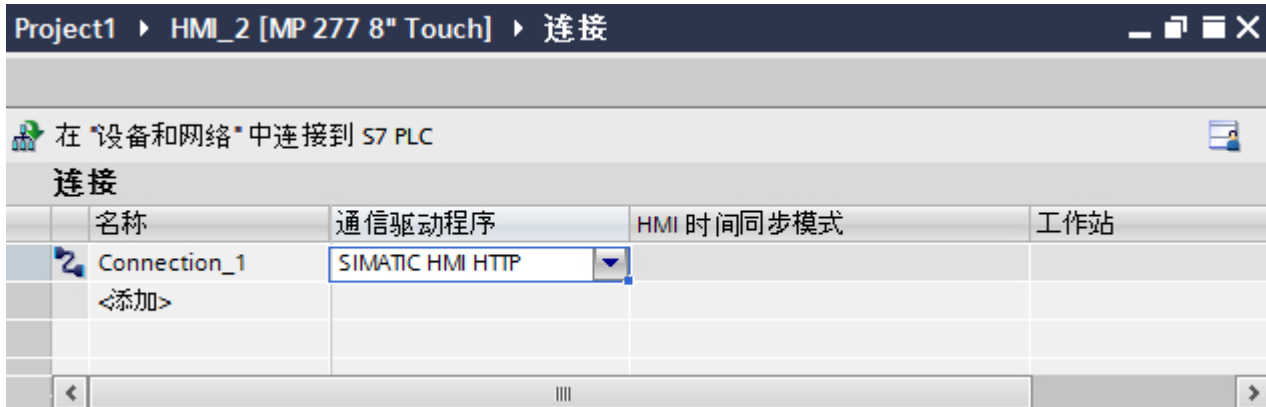 Project1 ▸ HMI_2 [MP 277 8" Touch] ▸ 连接
在 "设备和网络" 中连接到 S7 PLC
连接
名称 通信驱动程序 HMI 时间同步模式 工作站
Connection_1 SIMATIC HMI HTTP
<添加>